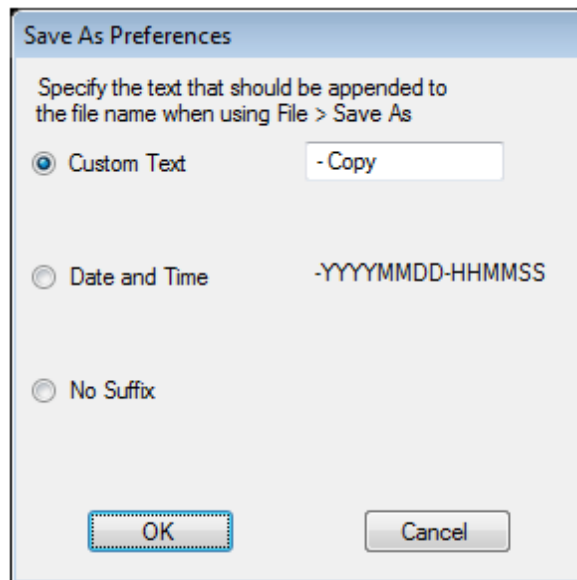 Save As Preferences
Specify the text that should be appended to
the file name when using File > Save As
Custom Text - Copy
Date and Time -YYYYMMDD-HHMMSS
No Suffix
OK Cancel